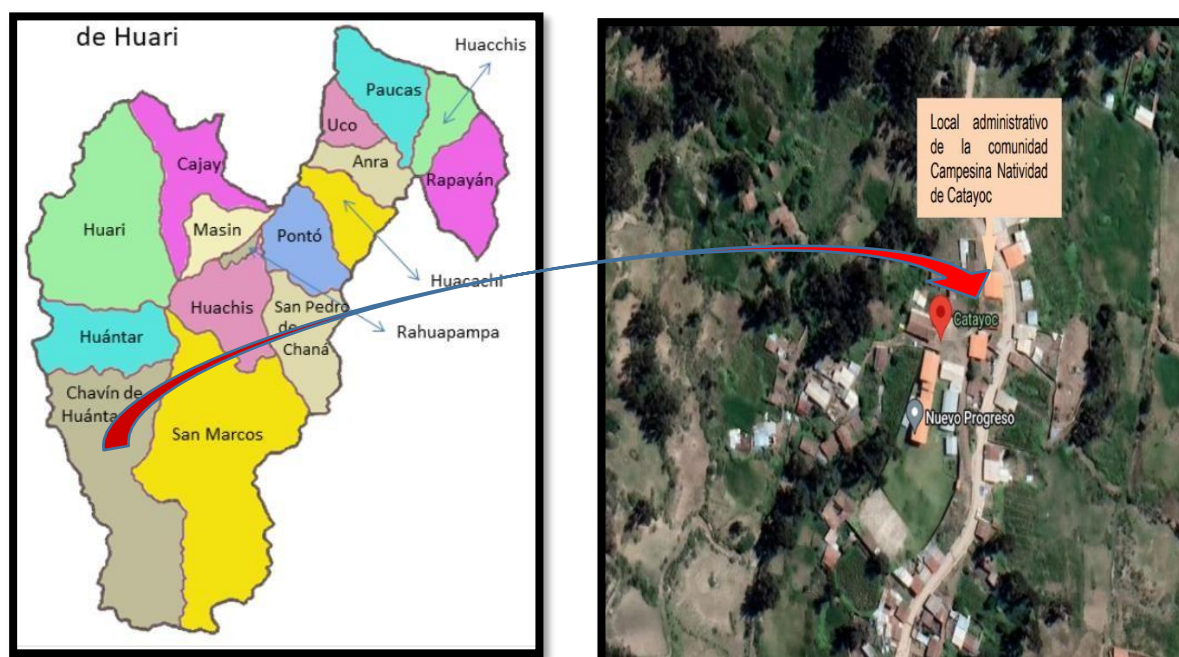 de Huari
Huacchis
Paucas
Uco
Cajay
Anra
Rapayán
Huari
Masin
Pontó
Huacachi
Huachis
San Pedro
de
Chaná
Rahuapampa
Huántar
Chavín de
Huánta
San Marcos
Local administrativo
de la comunidad
Campesina Natividad
de Catayoc
Catayoc
Nuevo Progreso